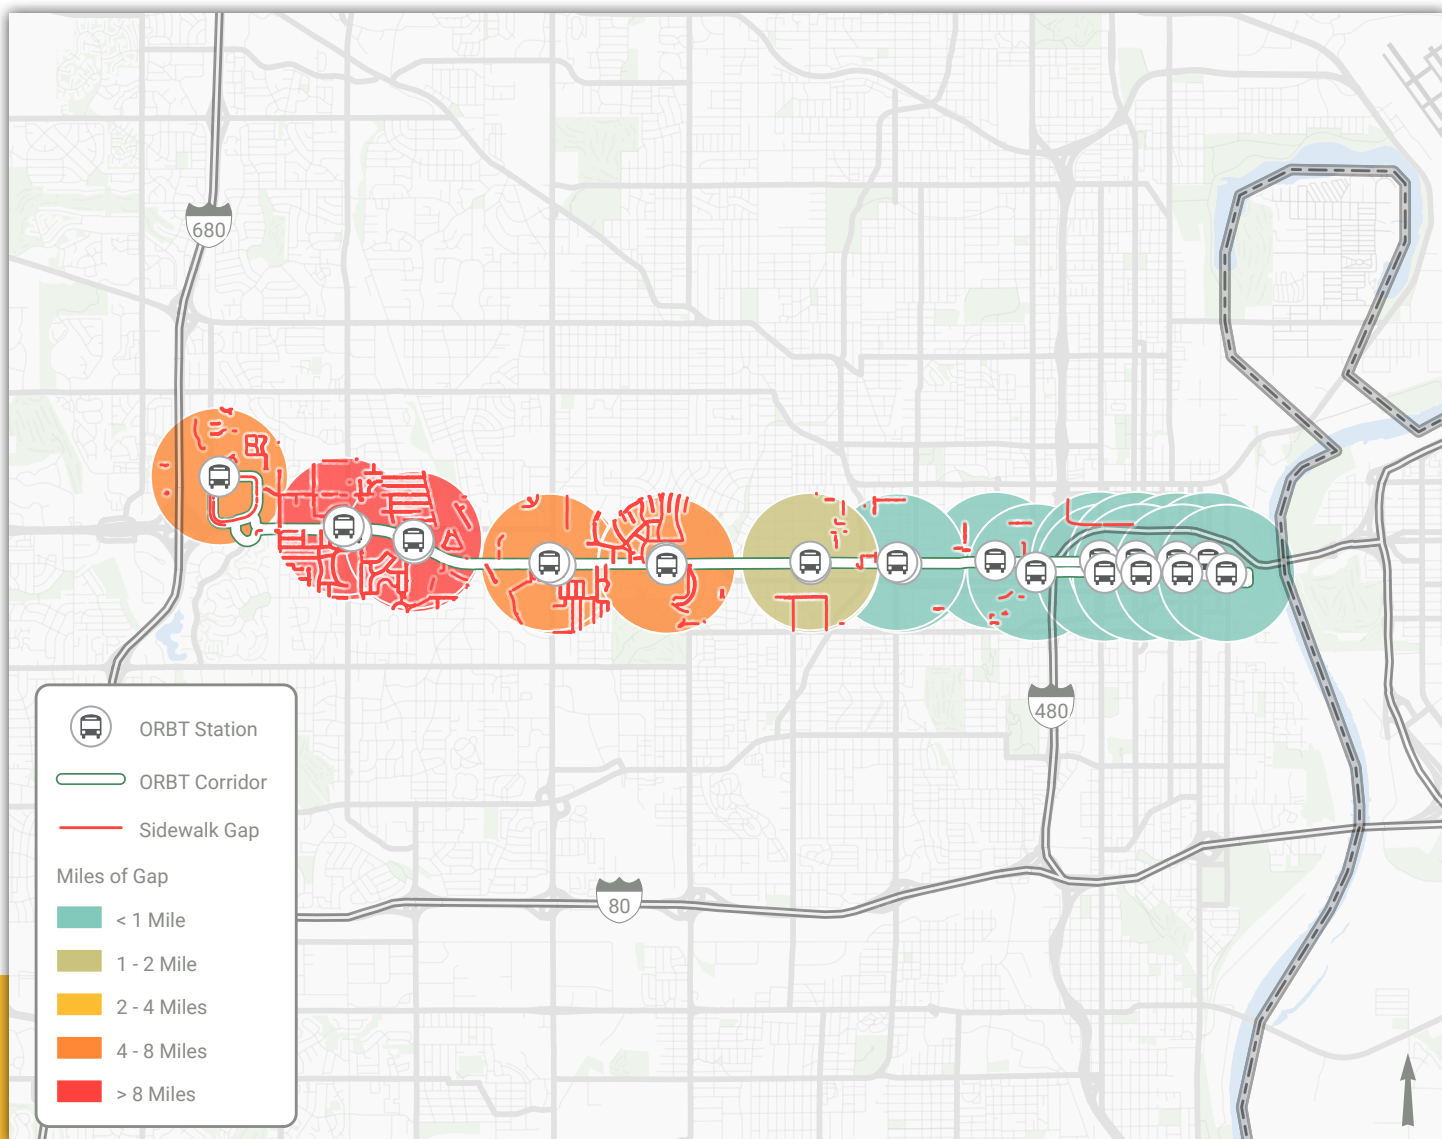 680
480
80
ORBT Station
ORBT Corridor
Sidewalk Gap
Miles of Gap
< 1 Mile
1 - 2 Mile
2 - 4 Miles
4 - 8 Miles
> 8 Miles